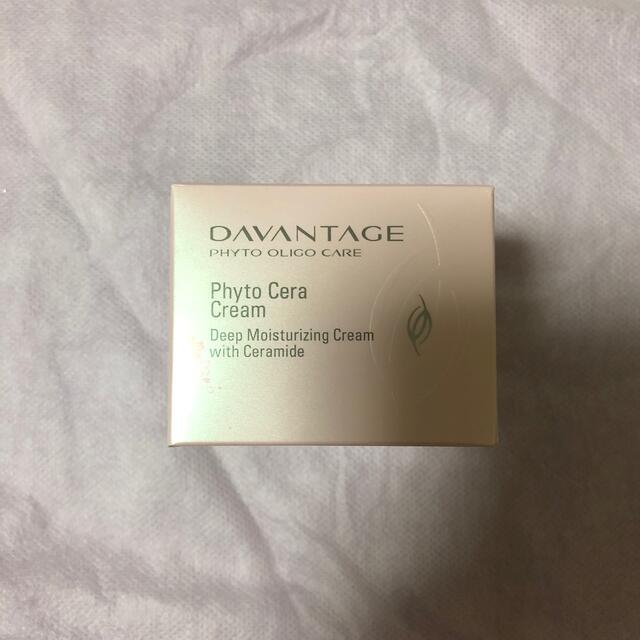 DAVANTAGE
PHYTO OLIGO CARE
Phyto Cera
Cream
Deep Moisturizing Cream
with Ceramide